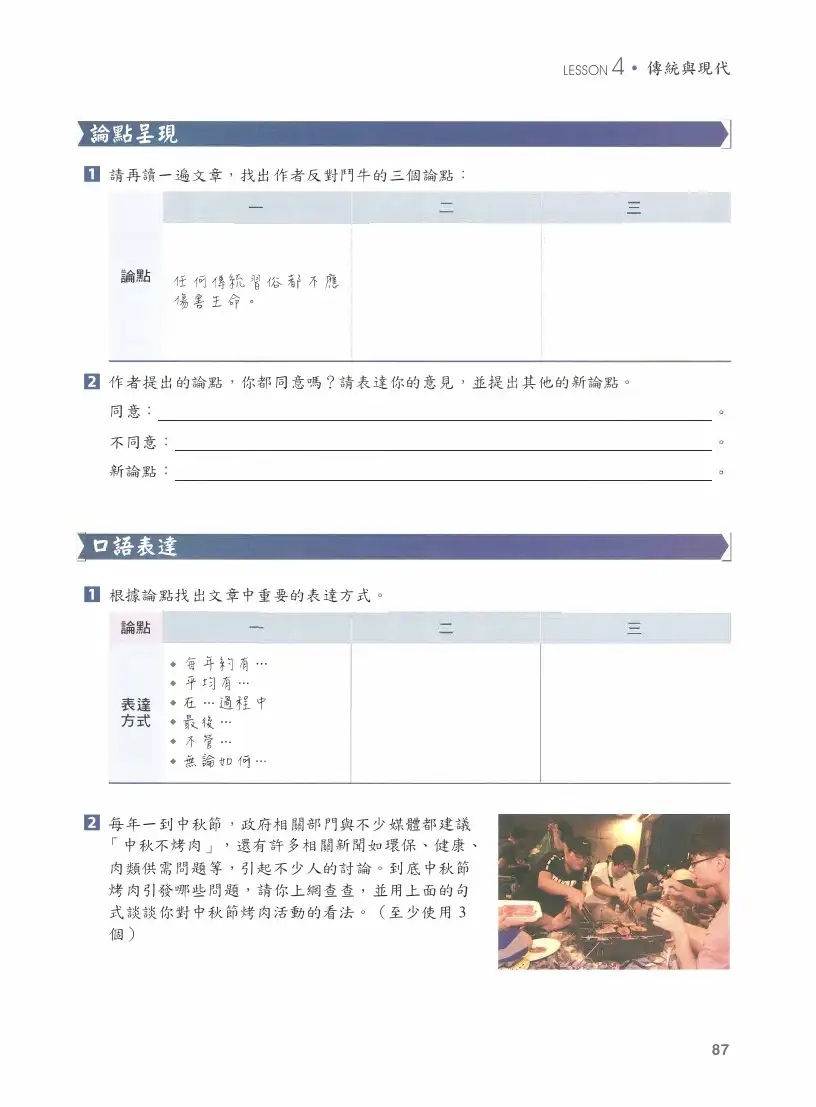 LESSON 4 • 傳統與現代
論點呈現
1 請再讀一遍文章，找出作者反對鬥牛的三個論點：
一 二 三
論點
任何傳統習俗都不應
傷害生命。
2 作者提出的論點，你都同意嗎？請表達你的意見，並提出其他的新論點。
同意：。
不同意：。
新論點：。
口語表達
1 根據論點找出文章中重要的表達方式。
論點 一 二 三
表達
方式
◆ 每年約有…
◆ 平均有…
◆ 在…過程中
◆ 最後…
◆ 不管…
◆ 無論如何…
2 每年一到中秋節，政府相關部門與不少媒體都建議
「中秋不烤肉」，還有許多相關新聞如環保、健康、
肉類供需問題等，引起不少人的討論。到底中秋節
烤肉引發哪些問題，請你上網查查，並用上面的句
式談談你對中秋節烤肉活動的看法。（至少使用 3
個）
87